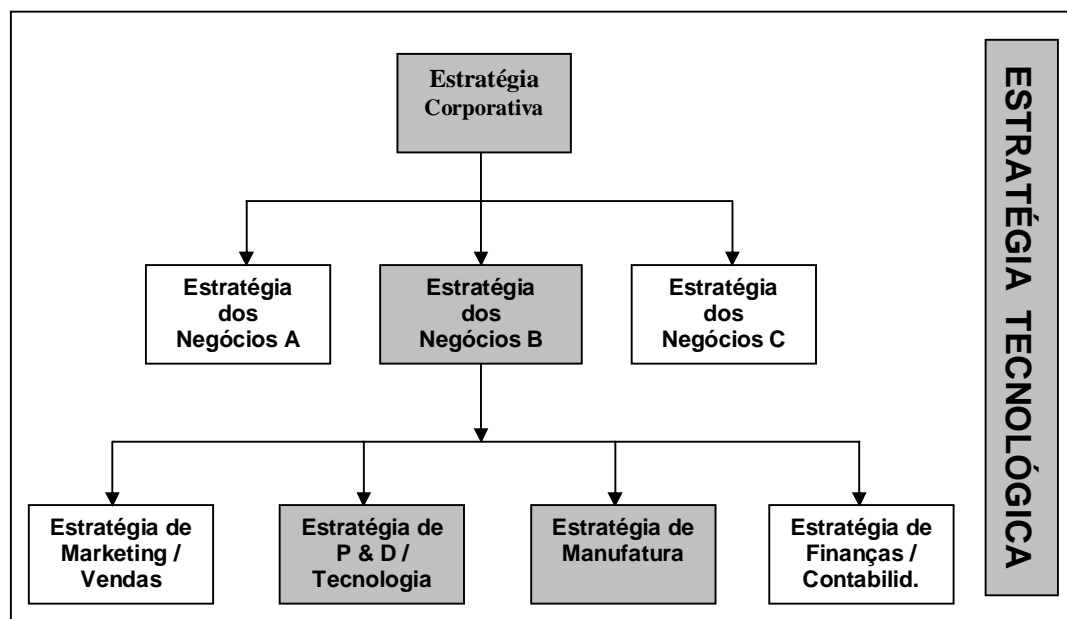 Estratégia
Corporativa
Estratégia
dos
Negócios A
Estratégia
dos
Negócios B
Estratégia
dos
Negócios C
Estratégia de
Marketing /
Vendas
Estratégia de
P & D /
Tecnologia
Estratégia de
Manufatura
Estratégia de
Finanças /
Contabilid.
ESTRATÉGIA TECNOLÓGICA